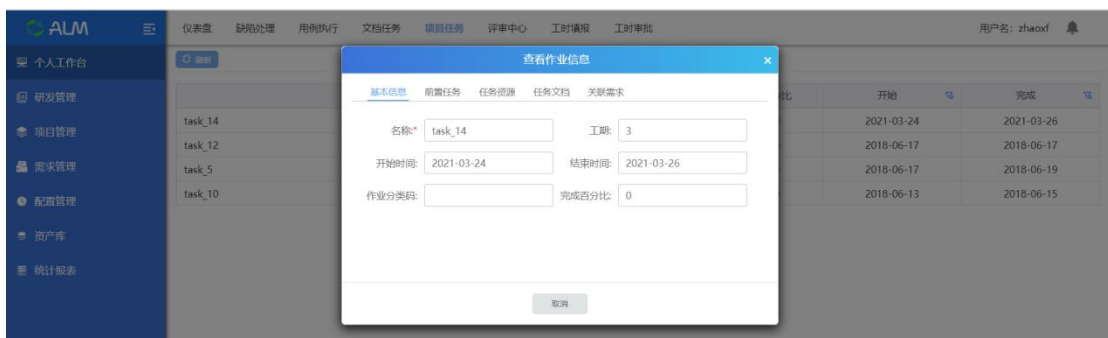 ALM 仪表盘 缺陷处理 用例执行 文档任务 项目任务 评审中心 工时填报 工时审批 用户名: zhaoxf
个人工作台 刷新
查看作业信息 ×
研发管理
项目管理
需求管理
配置管理
资产库
统计报表
基本信息 前置任务 任务资源 任务文档 关联需求
名称:* task_14 工期: 3
开始时间: 2021-03-24 结束时间: 2021-03-26
作业分类码: 完成百分比: 0
取消
比 开始 完成
task_14 2021-03-24 2021-03-26
task_12 2018-06-17 2018-06-17
task_5 2018-06-17 2018-06-19
task_10 2018-06-13 2018-06-15